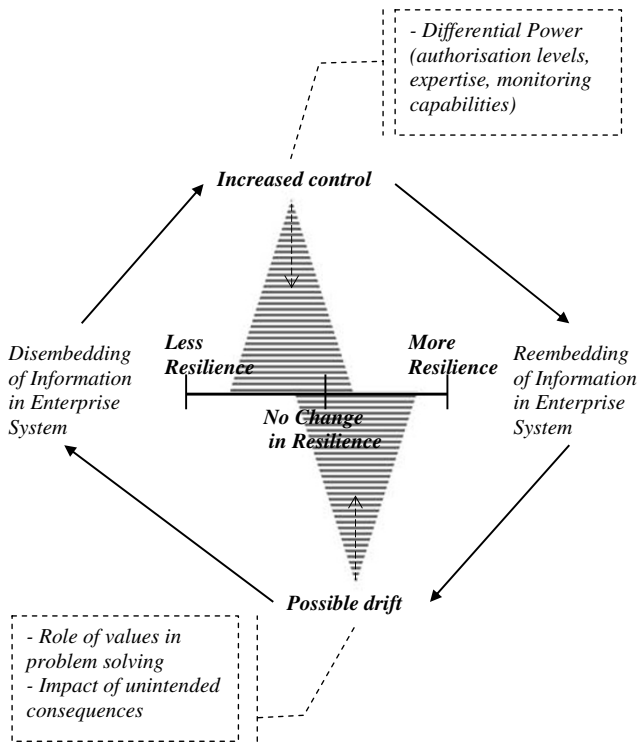 - Differential Power
(authorisation levels,
expertise, monitoring
capabilities)
Increased control
Less
Resilience
More
Resilience
Disembedding
of Information
in Enterprise
System
Reembedding
of Information
in Enterprise
System
No Change
in Resilience
Possible drift
- Role of values in
problem solving
- Impact of unintended
consequences